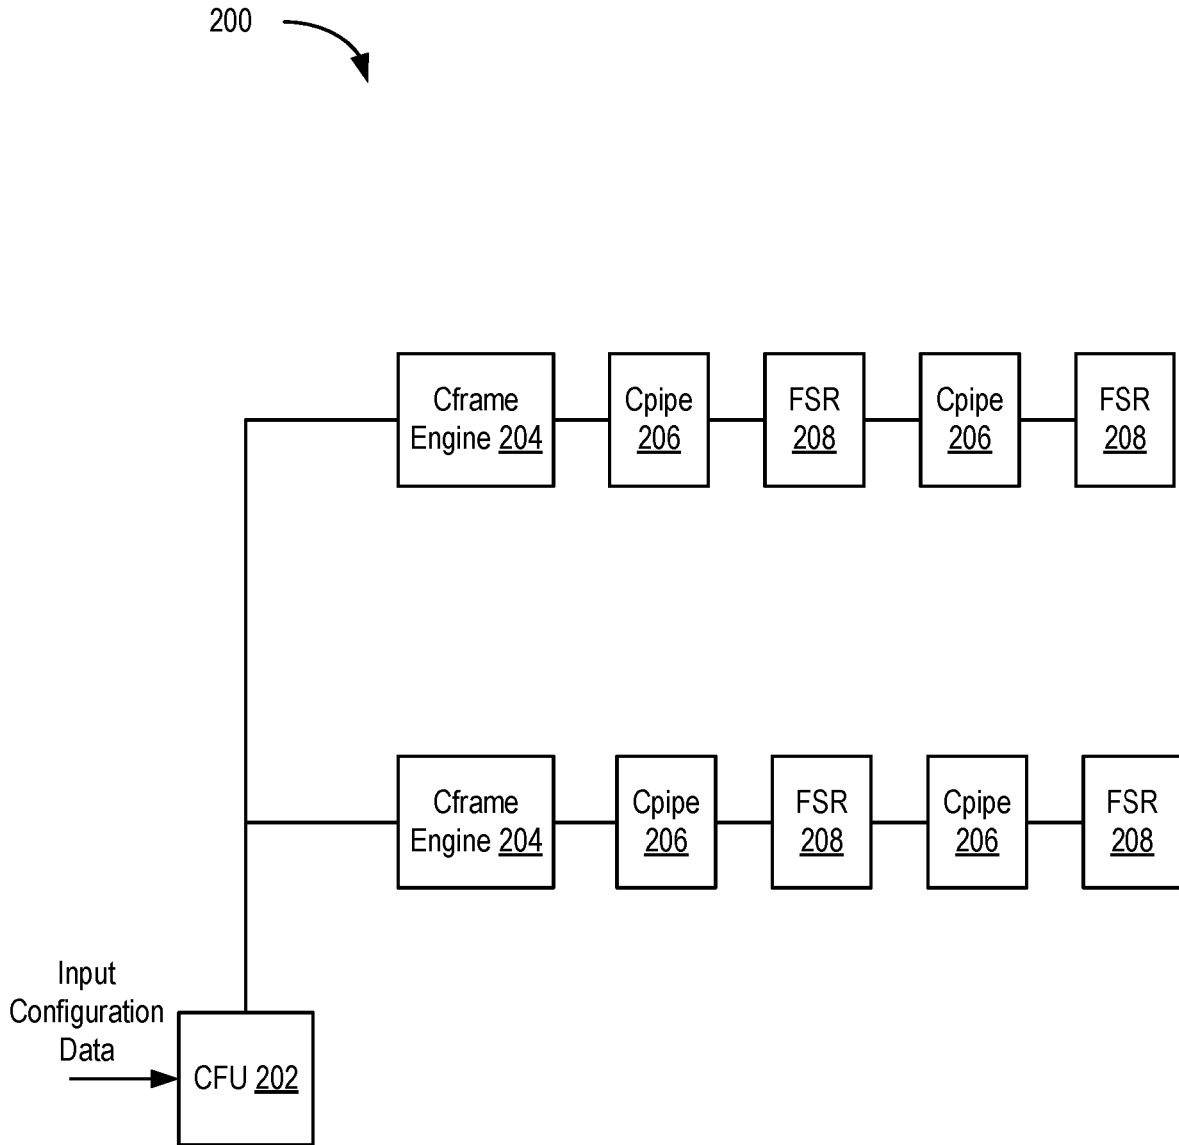 200
Cframe
Engine 204
Cpipe
206
FSR
208
Cpipe
206
FSR
208
Cframe
Engine 204
Cpipe
206
FSR
208
Cpipe
206
FSR
208
Input
Configuration
Data
CFU 202